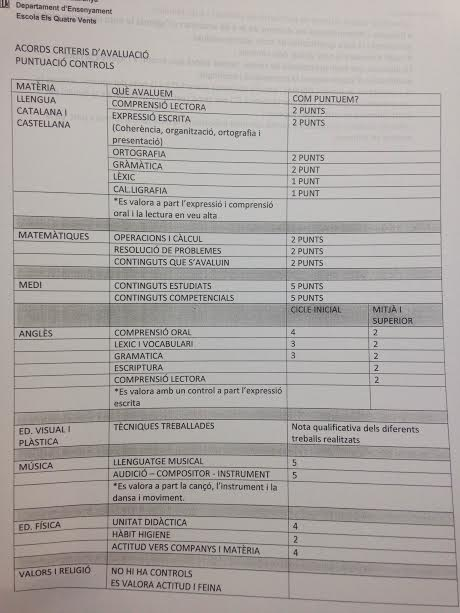 Departament d'Ensenyament
Escola Els Quatre Vents
ACORDS CRITERIS D'AVALUACIÓ
PUNTUACIÓ CONTROLS
MATÈRIA QUÈ AVALUEM COM PUNTUEM?
LLENGUA CATALANA I CASTELLANA COMPRENSIÓ LECTORA 2 PUNTS
EXPRESSIÓ ESCRITA 2 PUNTS
(Coherència, organització, ortografia i
presentació)
ORTOGRAFIA 2 PUNTS
GRÀMÀTICA 2 PUNT
LÈXIC 1 PUNT
CAL.LIGRAFIA 1 PUNT
*Es valora a part l'expressió i comprensió
oral i la lectura en veu alta
MATEMÀTIQUES OPERACIONS I CÀLCUL 2 PUNTS
RESOLUCIÓ DE PROBLEMES 2 PUNTS
CONTINGUTS QUE S'AVALUIN 2 PUNTS
MEDI CONTINGUTS ESTUDIATS 5 PUNTS
CONTINGUTS COMPETENCIALS 5 PUNTS
CICLE INICIAL MITJÀ I
SUPERIOR
ANGLÈS COMPRENSIÓ ORAL 4 2
LEXIC I VOCABULARI 3 2
GRAMATICA 3 2
ESCRIPTURA 2
COMPRENSIÓ LECTORA 2
*Es valora amb un control a part l'expressió
escrita
ED. VISUAL I PLÀSTICA TÈCNIQUES TREBALLADES Nota qualificativa dels diferents
treballs realitzats
MÚSICA LLENGUATGE MUSICAL 5
AUDICIÓ – COMPOSITOR - INSTRUMENT 5
*Es valora a part la cançó, l'instrument i la
dansa i moviment.
ED. FÍSICA UNITAT DIDÀCTICA 4
HÀBIT HIGIENE 2
ACTITUD VERS COMPANYS I MATÈRIA 4
VALORS I RELIGIÓ NO HI HA CONTROLS
ES VALORA ACTITUD I FEINA